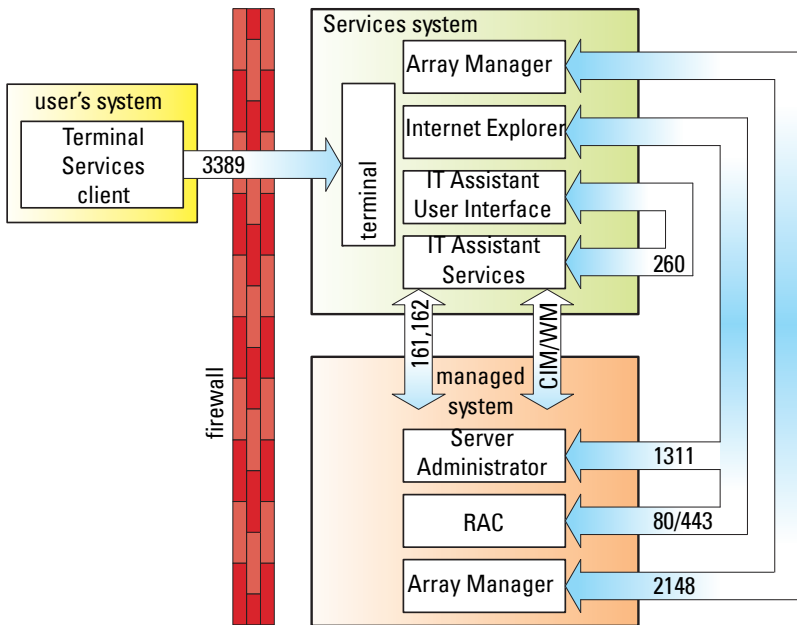 Services system
Array Manager
user's system
Terminal
Services
client
3389
terminal
Internet Explorer
IT Assistant
User Interface
IT Assistant
Services
260
161,162
CIM/WM
firewall
managed
system
Server
Administrator
1311
RAC
80/443
Array Manager
2148